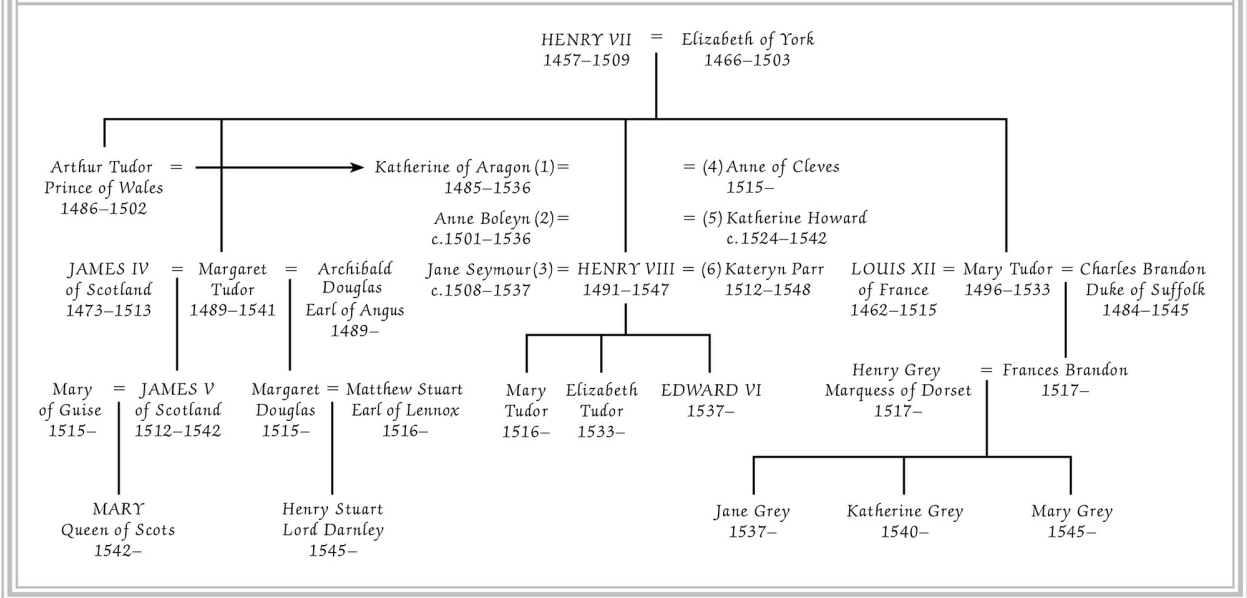 HENRY VII = Elizabeth of York
1457–1509 1466–1503
Arthur Tudor =
Prince of Wales
1486–1502
Katherine of Aragon (1)=
1485–1536
= (4) Anne of Cleves
1515–
Anne Boleyn (2)=
c.1501–1536
= (5) Katherine Howard
c.1524–1542
JAMES IV
of Scotland
1473–1513
=
Margaret
Tudor
1489–1541
=
Archibald
Douglas
Earl of Angus
1489–
Jane Seymour(3)= HENRY VIII = (6) Kateryn Parr
c.1508–1537 1491–1547 1512–1548
LOUIS XII = Mary Tudor = Charles Brandon
of France 1496–1533 Duke of Suffolk
1462–1515 1484–1545
Mary
of Guise
1515–
=
JAMES V
of Scotland
1512–1542
Margaret
Douglas
1515–
=
Matthew Stuart
Earl of Lennox
1516–
Mary
Tudor
1516–
Elizabeth
Tudor
1533–
EDWARD VI
1537–
Henry Grey
Marquess of Dorset
1517–
=
Frances Brandon
1517–
MARY
Queen of Scots
1542–
Henry Stuart
Lord Darnley
1545–
Jane Grey
1537–
Katherine Grey
1540–
Mary Grey
1545–